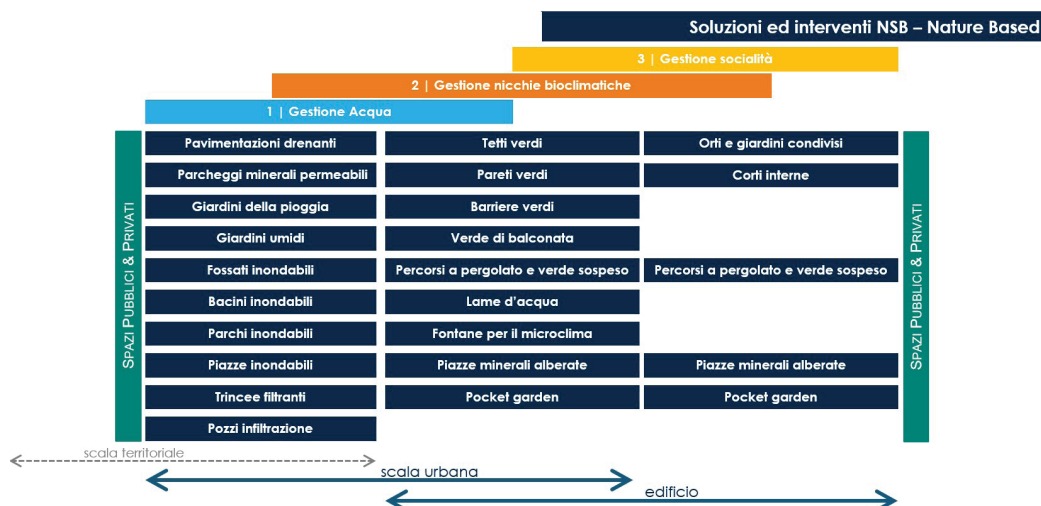 Soluzioni ed interventi NSB – Nature Based
3 | Gestione socialità
2 | Gestione nicchie bioclimatiche
1 | Gestione Acqua
SPAZI PUBBLICI & PRIVATI
Pavimentazioni drenanti
Parcheggi minerali permeabili
Giardini della pioggia
Giardini umidi
Fossati inondabili
Bacini inondabili
Parchi inondabili
Piazze inondabili
Trincee filtranti
Pozzi infiltrazione
Tetti verdi
Pareti verdi
Barriere verdi
Verde di balconata
Percorsi a pergolato e verde sospeso
Lame d'acqua
Fontane per il microclima
Piazze minerali alberate
Pocket garden
Orti e giardini condivisi
Corti interne
Percorsi a pergolato e verde sospeso
Piazze minerali alberate
Pocket garden
SPAZI PUBBLICI & PRIVATI
scala territoriale
scala urbana
edificio